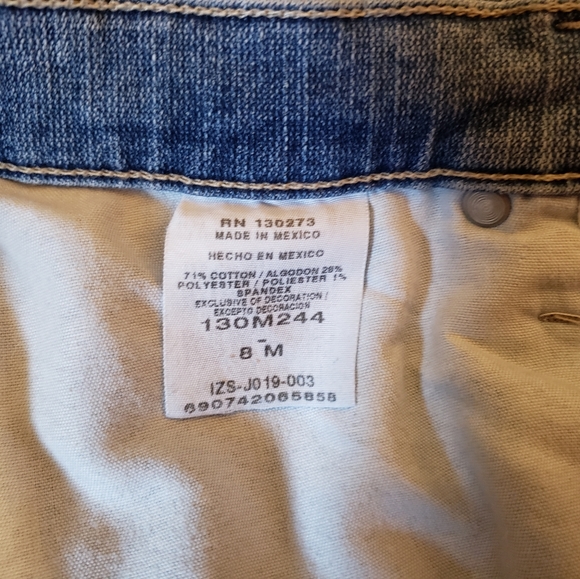 RN 130273
MADE IN MEXICO
HECHO EN MEXICO
71% COTTON / ALGODON 28%
POLYESTER / POLIESTER 1%
SPANDEX
EXCLUSIVE OF DECORATION/
EXCEPTO DECORACION
130M244
-
8 M
IZS-J019-003
690742065858